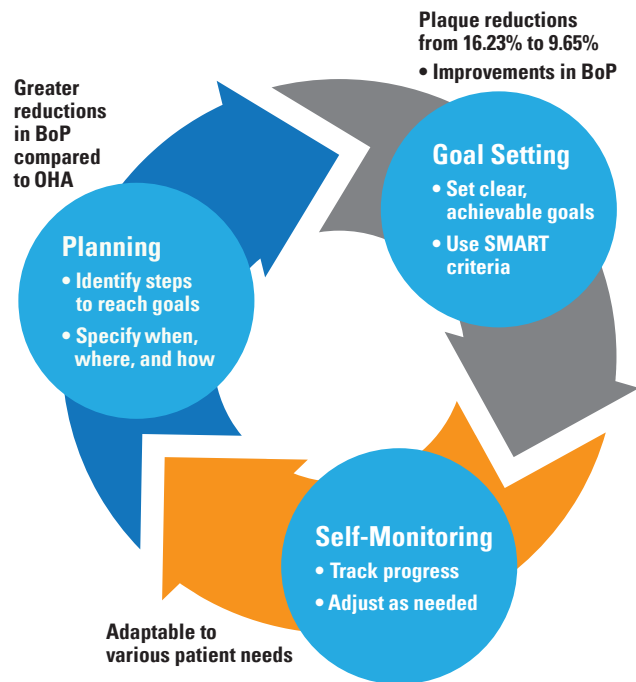 Plaque reductions
from 16.23% to 9.65%
• Improvements in BoP
Greater
reductions
in BoP
compared
to OHA
Goal Setting
• Set clear,
achievable goals
• Use SMART
criteria
Planning
• Identify steps
to reach goals
• Specify when,
where, and how
Self-Monitoring
• Track progress
• Adjust as needed
Adaptable to
various patient needs